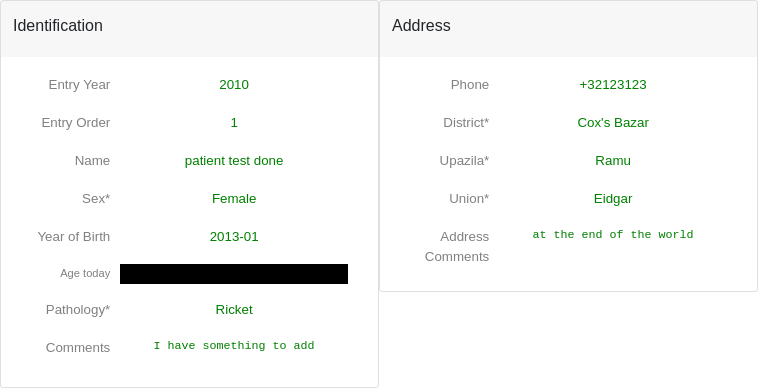 Identification
Entry Year 2010
Entry Order 1
Name patient test done
Sex* Female
Year of Birth 2013-01
Age today
Pathology* Ricket
Comments I have something to add
Address
Phone +32123123
District* Cox's Bazar
Upazila* Ramu
Union* Eidgar
Address at the end of the world
Comments